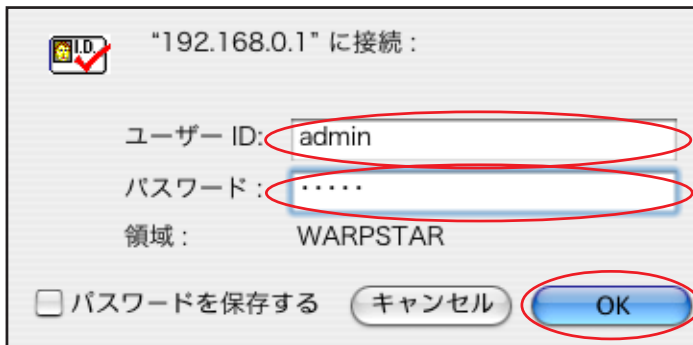 I.D.
“192.168.0.1” に接続 :
ユーザー ID: admin
パスワード : ・・・・・
領域 : WARPSTAR
パスワードを保存する キャンセル OK